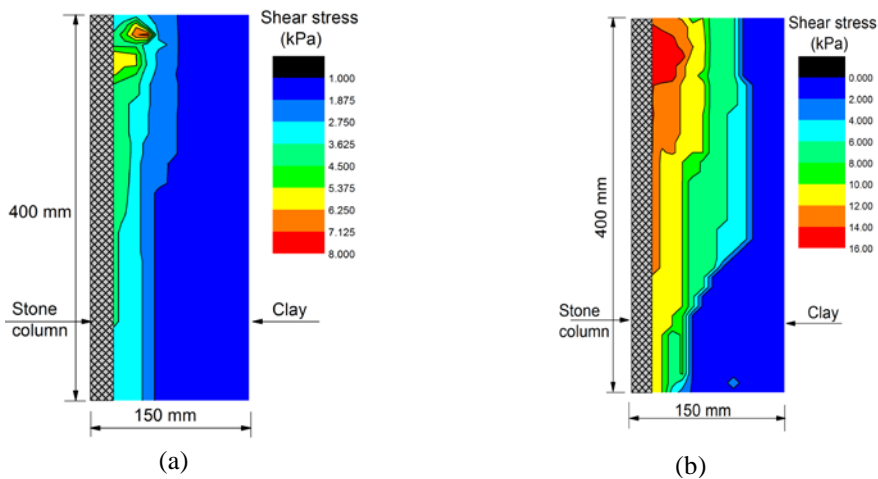 Shear stress
(kPa)
1.000
1.875
2.750
3.625
4.500
5.375
6.250
7.125
8.000
400 mm
Stone
column
Clay
150 mm
(a)
Shear stress
(kPa)
0.000
2.000
4.000
6.000
8.000
10.00
12.00
14.00
16.00
400 mm
Stone
column
Clay
150 mm
(b)